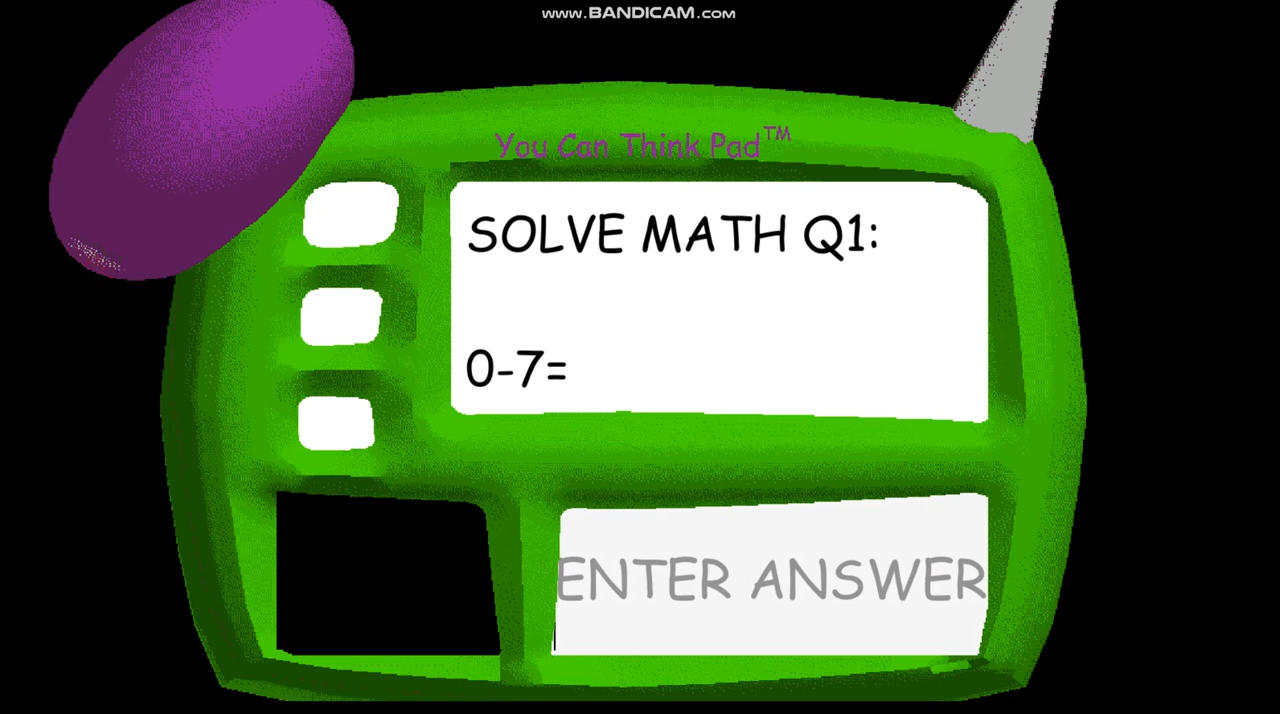 www.BANDICAM.com
You Can Think Pad™
SOLVE MATH Q1:
0-7=
ENTER ANSWER